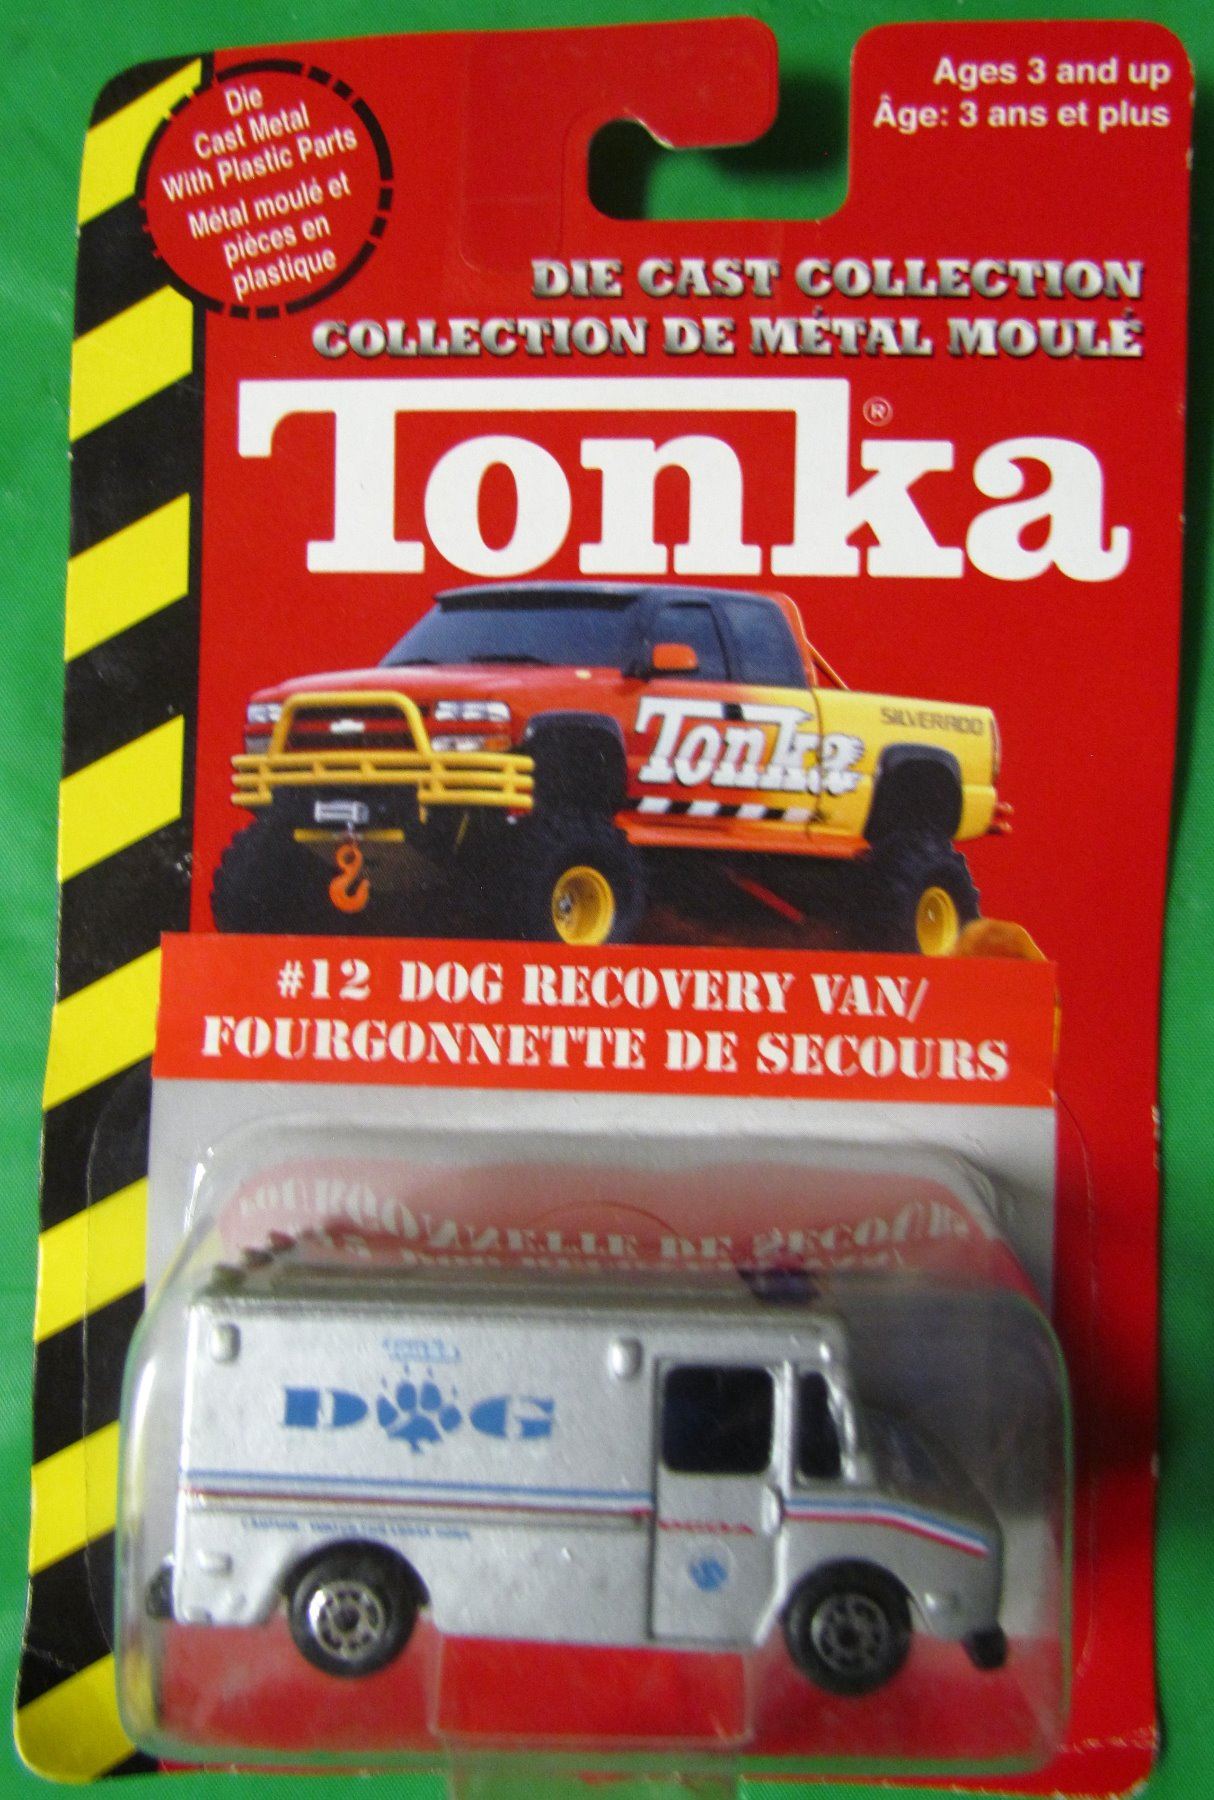 Die
Cast Metal
With Plastic Parts
Métal moulé et
pièces en
plastique
Ages 3 and up
Âge: 3 ans et plus
DIE CAST COLLECTION
COLLECTION DE MÉTAL MOULÉ
Tonka®
Tonka
SILVERADO
#12 DOG RECOVERY VAN/
FOURGONNETTE DE SECOURS
DOG